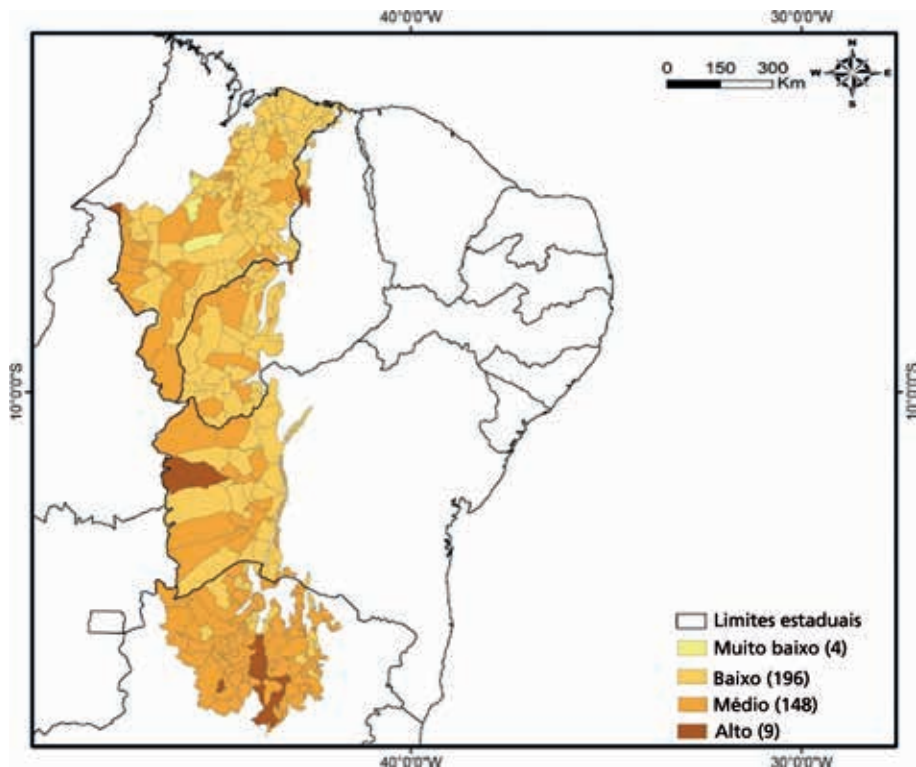 40°0'0"W 30°0'0"W
N
W E
S
0 150 300
Km
10°0'0"S 10°0'0"S
Limites estaduais
Muito baixo (4)
Baixo (196)
Médio (148)
Alto (9)
40°0'0"W 30°0'0"W